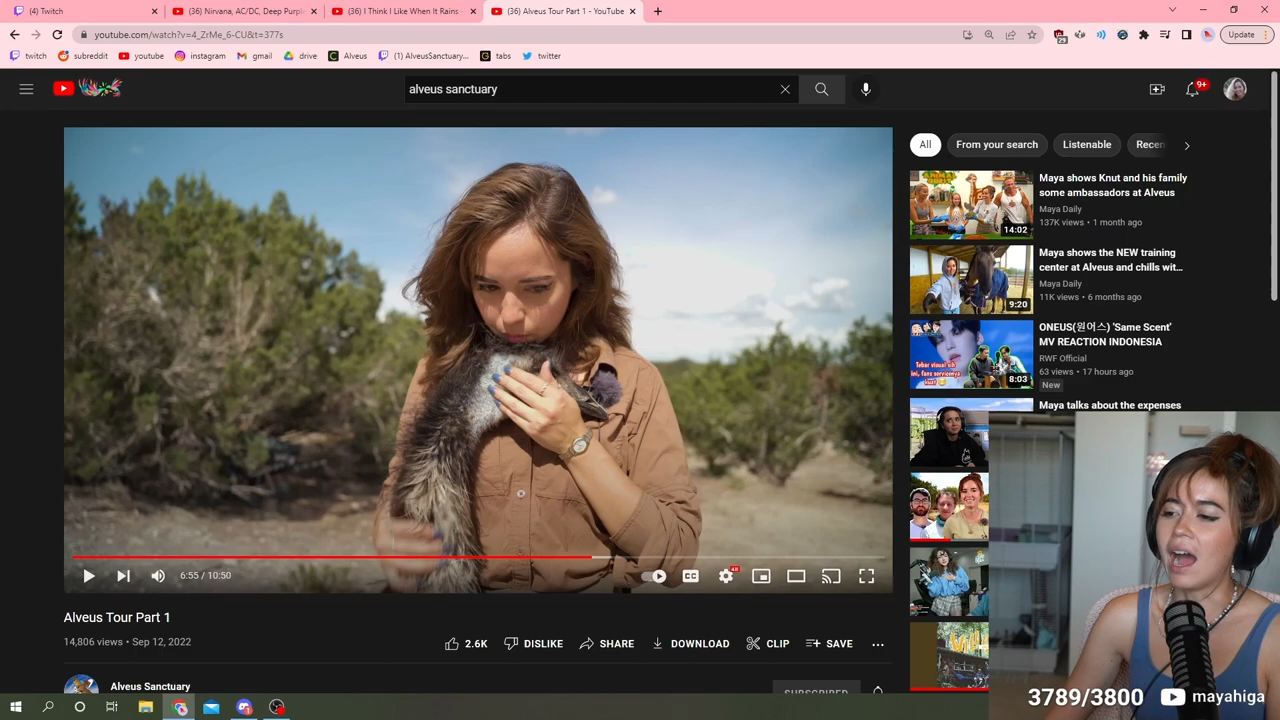 (4) Twitch
(36) Nirvana, AC/DC, Deep Purple
(36) I Think I Like When It Rains -
(36) Alveus Tour Part 1 - YouTube
youtube.com/watch?v=4_ZrMe_6-CU&t=377s
Update
twitch
subreddit
youtube
instagram
gmail
drive
Alveus
(1) AlveusSanctuary...
tabs
twitter
alveus sanctuary
9+
All
From your search
Listenable
Recen
Maya shows Knut and his family
some ambassadors at Alveus
Maya Daily
137K views • 1 month ago
14:02
Maya shows the NEW training
center at Alveus and chills wit...
Maya Daily
11K views • 6 months ago
9:20
ONEUS(원어스) 'Same Scent'
MV REACTION INDONESIA
RWF Official
63 views • 17 hours ago
New
8:03
Maya talks about the expenses
6:55 / 10:50
CC
Alveus Tour Part 1
14,806 views • Sep 12, 2022
2.6K
DISLIKE
SHARE
DOWNLOAD
CLIP
SAVE
Alveus Sanctuary
SUBSCRIBED
3789/3800
mayahiga